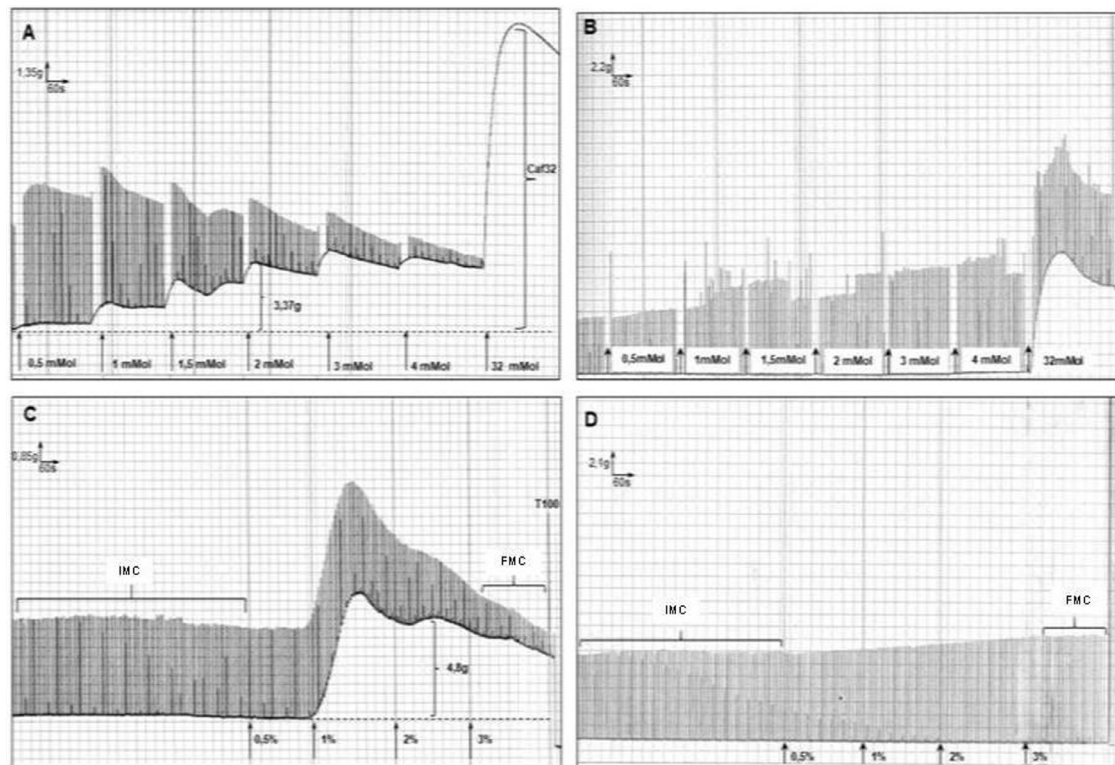 A
1,35g
60s
Caf32
3,37g
0,5 mMol
1 mMol
1,5 mMol
2 mMol
3 mMol
4 mMol
32 mMol
B
2.2g
60s
0,5mMol
1mMol
1,5mMol
2 mMol
3 mMol
4 mMol
32mMol
C
0,85g
60s
T100
IMC
FMC
4,8g
0,5%
1%
2%
3%
D
2,1g
60s
IMC
FMC
0,5%
1%
2%
3%